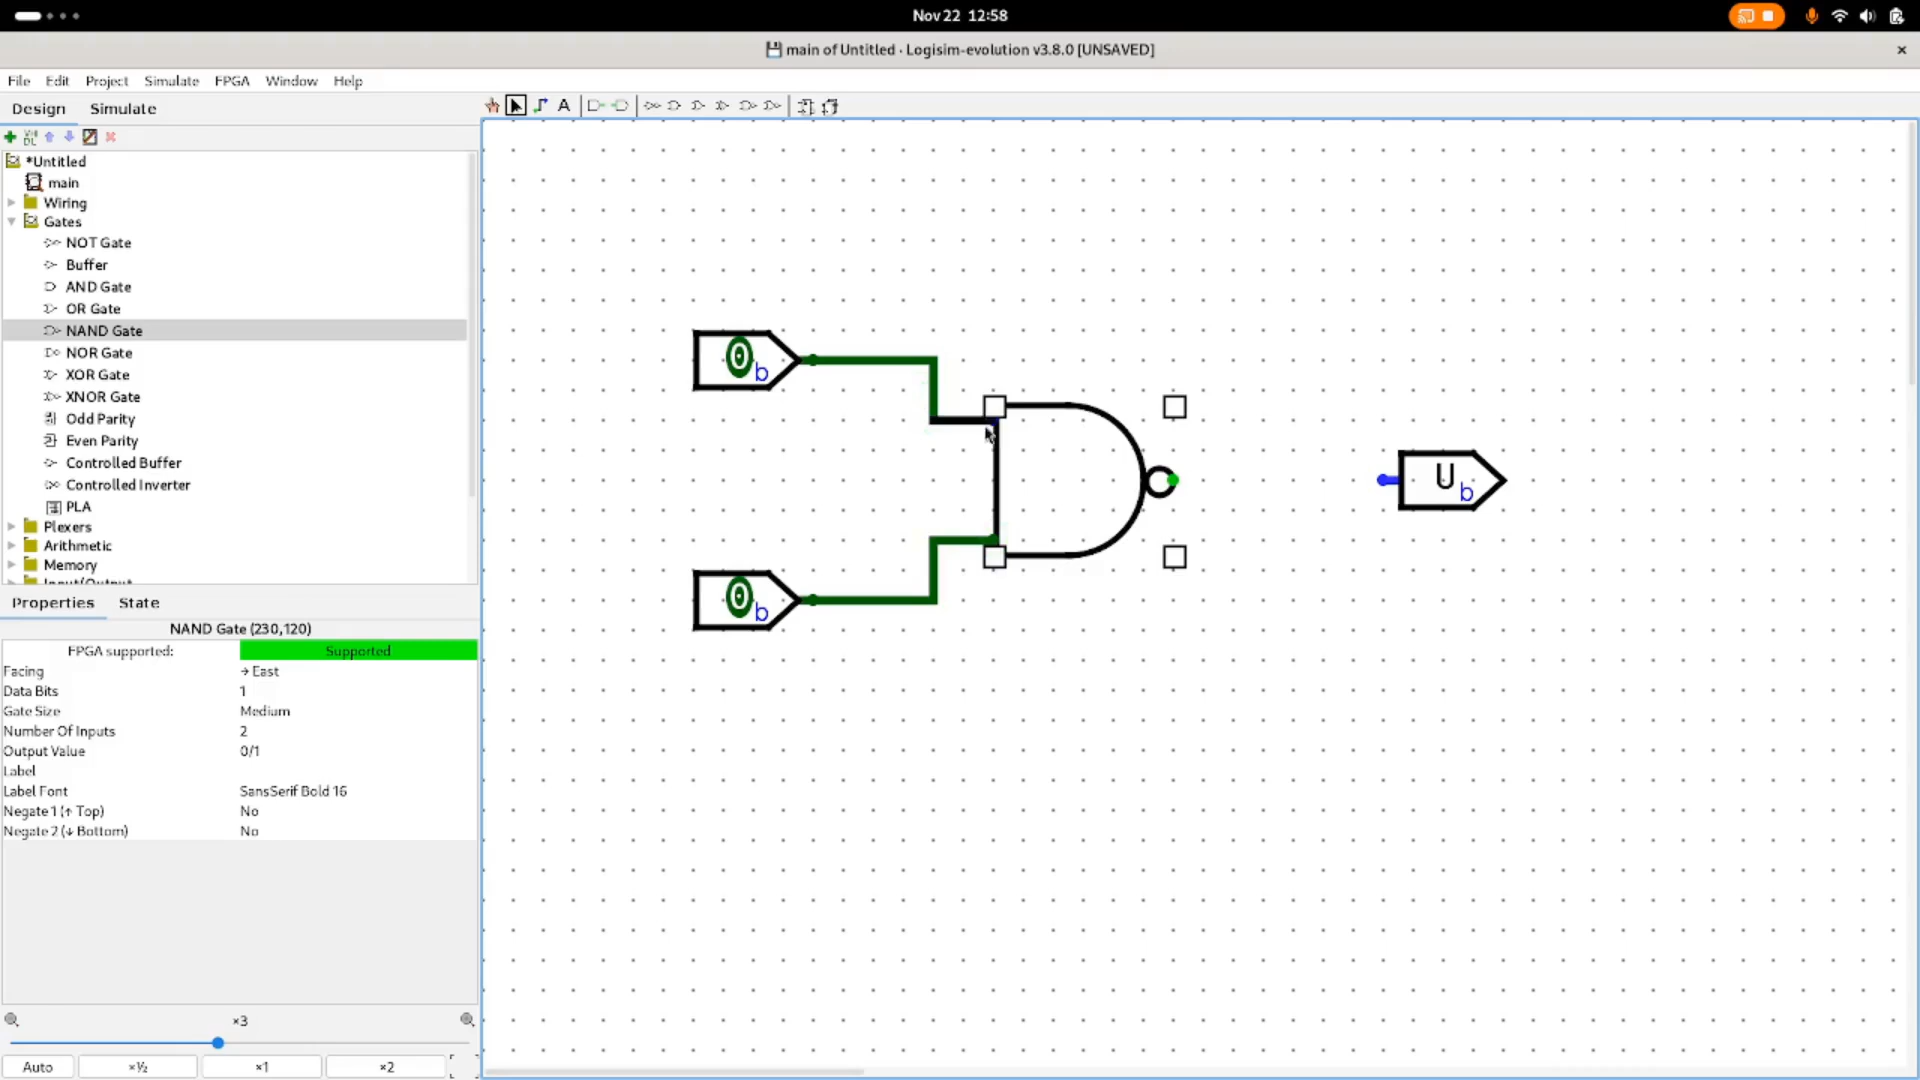 Nov 22 12:58
main of Untitled · Logisim-evolution v3.8.0 [UNSAVED]
File Edit Project Simulate FPGA Window Help
Design Simulate
*Untitled
main
Wiring
Gates
NOT Gate
Buffer
AND Gate
OR Gate
NAND Gate
NOR Gate
XOR Gate
XNOR Gate
Odd Parity
Even Parity
Controlled Buffer
Controlled Inverter
PLA
Plexers
Arithmetic
Memory
Input/Output
Properties State
NAND Gate (230,120)
FPGA supported: Supported
Facing → East
Data Bits 1
Gate Size Medium
Number Of Inputs 2
Output Value 0/1
Label
Label Font SansSerif Bold 16
Negate 1 (↑ Top) No
Negate 2 (↓ Bottom) No
×3
Auto ×½ ×1 ×2
A
0 b
U b
0 b